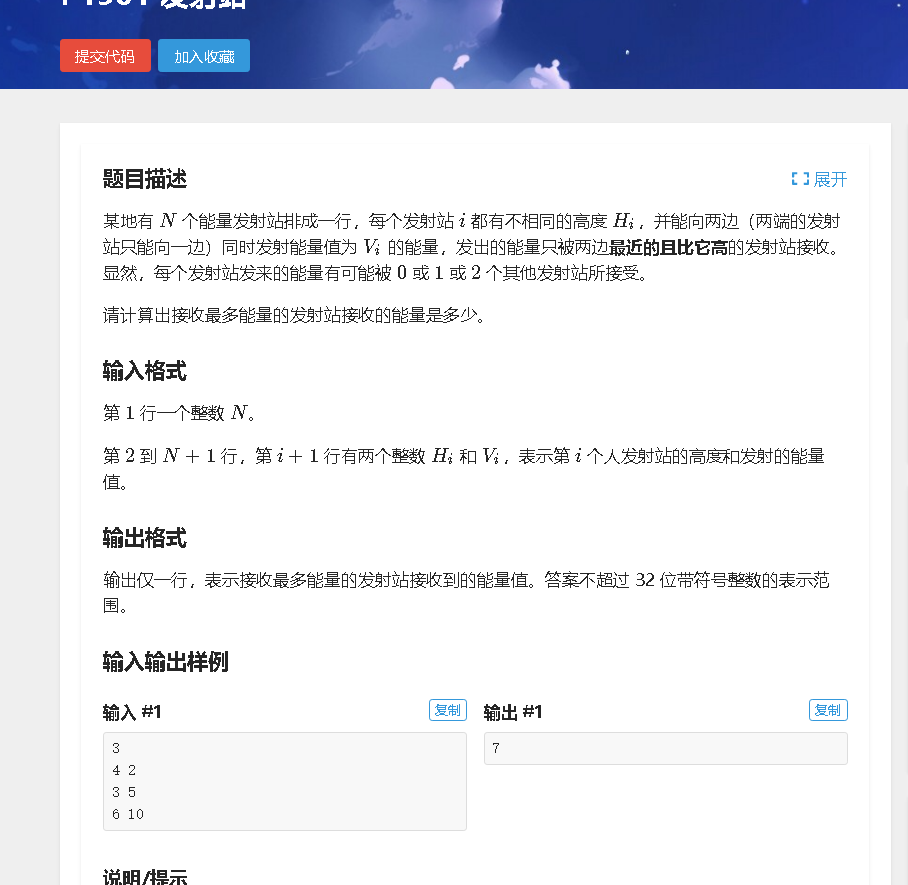 提交代码 加入收藏
题目描述 展开
某地有 N 个能量发射站排成一行，每个发射站 i 都有不相同的高度 Hᵢ，并能向两边（两端的发射
站只能向一边）同时发射能量值为 Vᵢ 的能量，发出的能量只被两边最近的且比它高的发射站接收。
显然，每个发射站发来的能量有可能被 0 或 1 或 2 个其他发射站所接受。
请计算出接收最多能量的发射站接收的能量是多少。
输入格式
第 1 行一个整数 N。
第 2 到 N + 1 行，第 i + 1 行有两个整数 Hᵢ 和 Vᵢ，表示第 i 个人发射站的高度和发射的能量
值。
输出格式
输出仅一行，表示接收最多能量的发射站接收到的能量值。答案不超过 32 位带符号整数的表示范
围。
输入输出样例
输入 #1 复制 输出 #1 复制
3 7
4 2
3 5
6 10
说明/提示